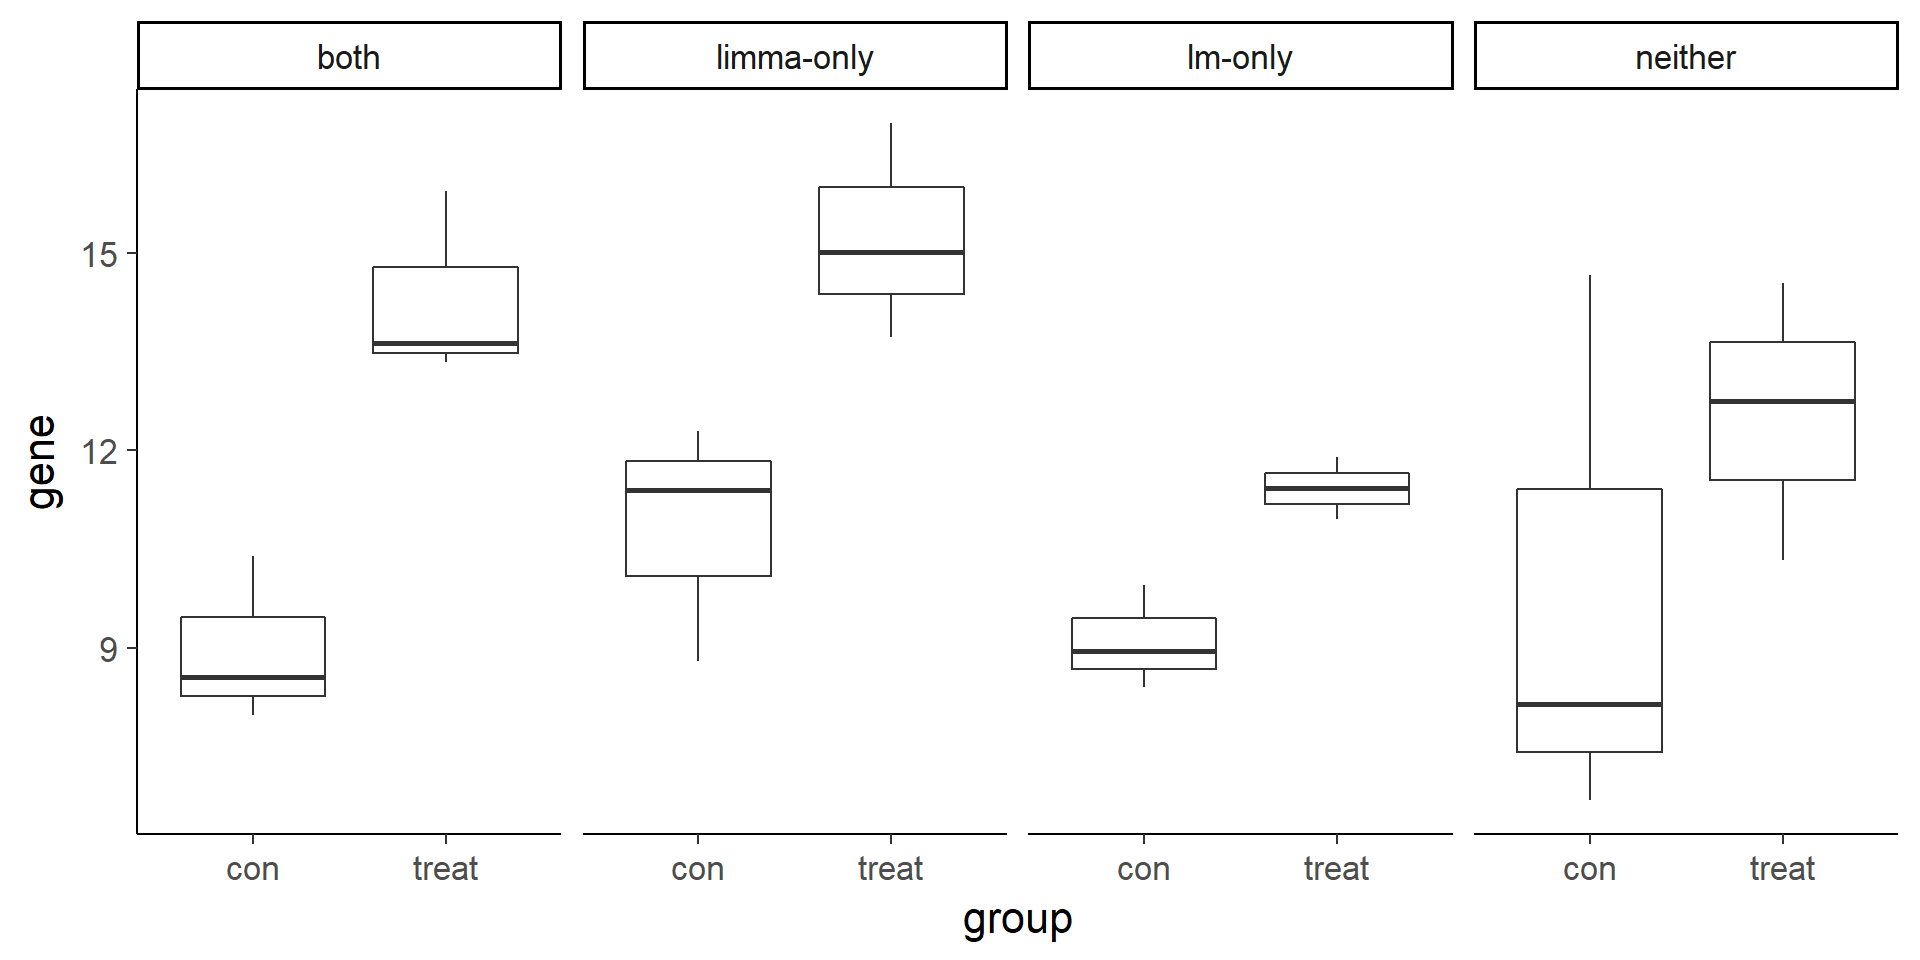 both limma-only lm-only neither
15
12
9
gene
con treat con treat con treat con treat
group